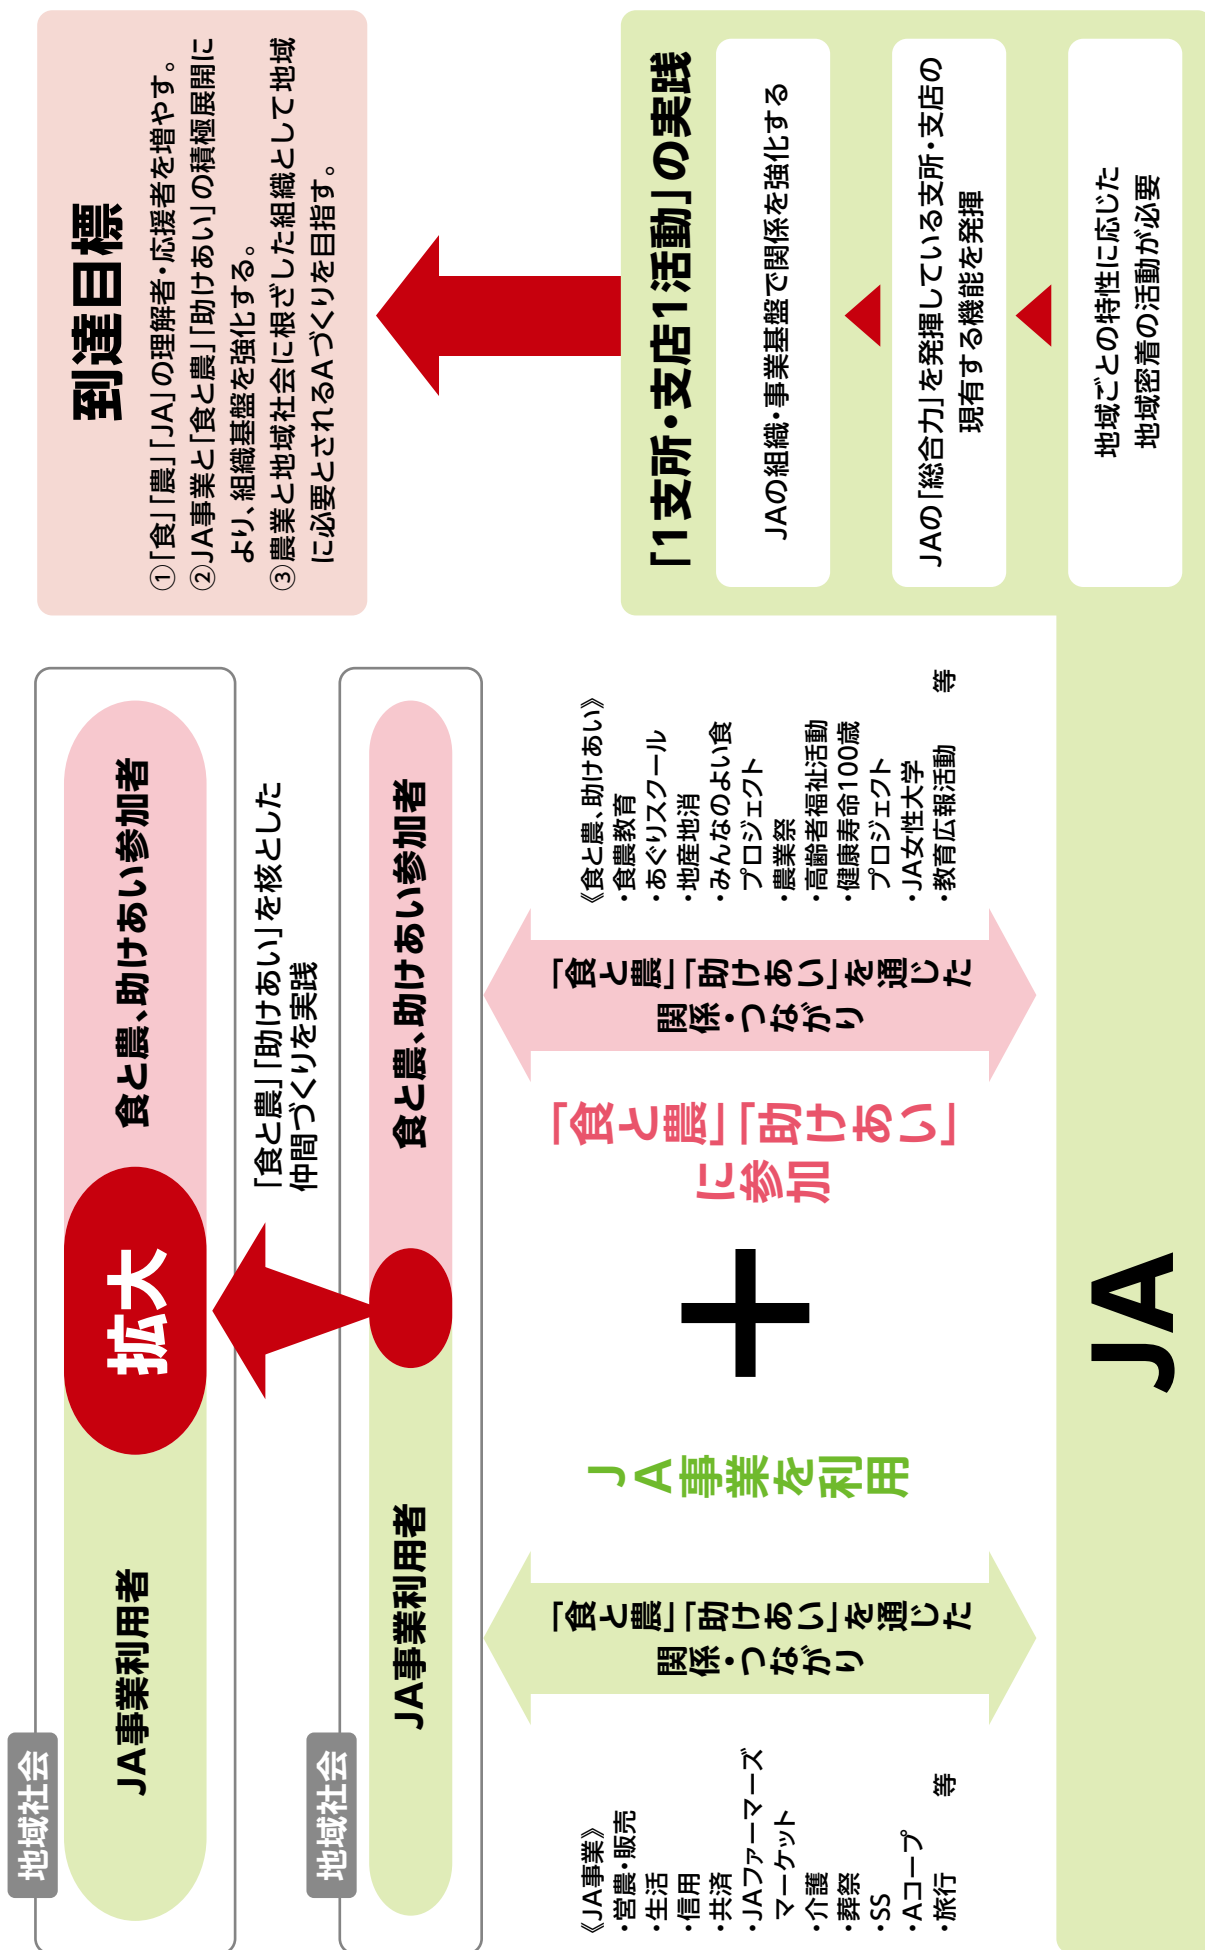 地域社会
JA事業利用者
拡大
食と農、助けあい参加者
「食と農」「助けあい」を核とした
仲間づくりを実践
地域社会
JA事業利用者
食と農、助けあい参加者
《JA事業》
・営農・販売
・生活
・信用
・共済
・JAファーマーズ
マーケット
・介護
・葬祭
・SS
・Aコープ
・旅行　等
「食と農」「助けあい」を通じた
関係・つながり
JA事業を利用
＋
「食と農」「助けあい」
に参加
「食と農」「助けあい」を通じた
関係・つながり
《食と農、助けあい》
・食農教育
・あぐりスクール
・地産地消
・みんなのよい食
プロジェクト
・農業祭
・高齢者福祉活動
・健康寿命100歳
プロジェクト
・JA女性大学
・教育広報活動　等
JA
到達目標
①「食」「農」「JA」の理解者・応援者を増やす。
②JA事業と「食と農」「助けあい」の積極展開に
より、組織基盤を強化する。
③農業と地域社会に根ざした組織として地域
に必要とされるAづくりを目指す。
「1支所・支店1活動」の実践
JAの組織・事業基盤で関係を強化する
JAの「総合力」を発揮している支所・支店の
現有する機能を発揮
地域ごとの特性に応じた
地域密着の活動が必要